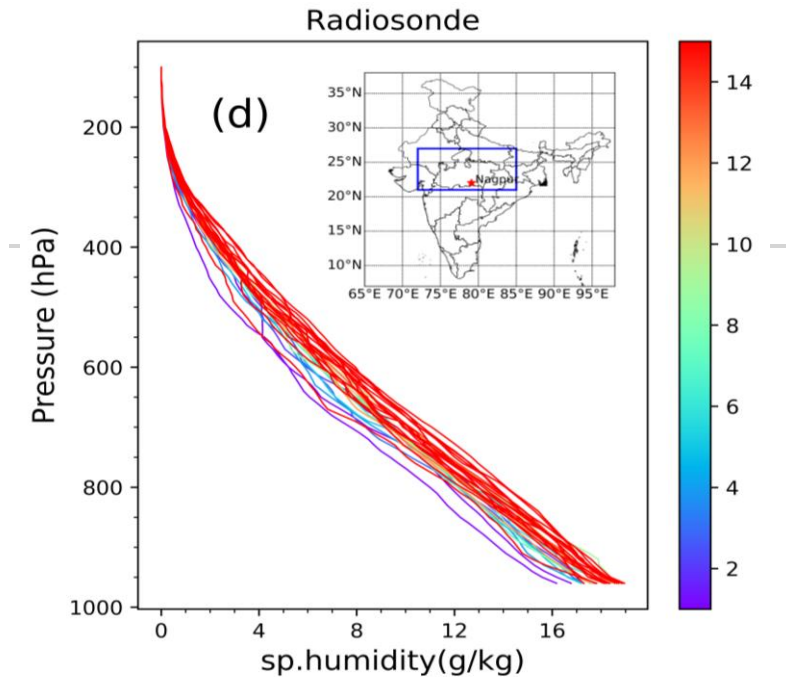 Radiosonde
(d)
Pressure (hPa)
200
400
600
800
1000
0 4 8 12 16
sp.humidity(g/kg)
35°N
30°N
25°N
20°N
15°N
10°N
65°E 70°E 75°E 80°E 85°E 90°E 95°E
Nagpur
14
12
10
8
6
4
2